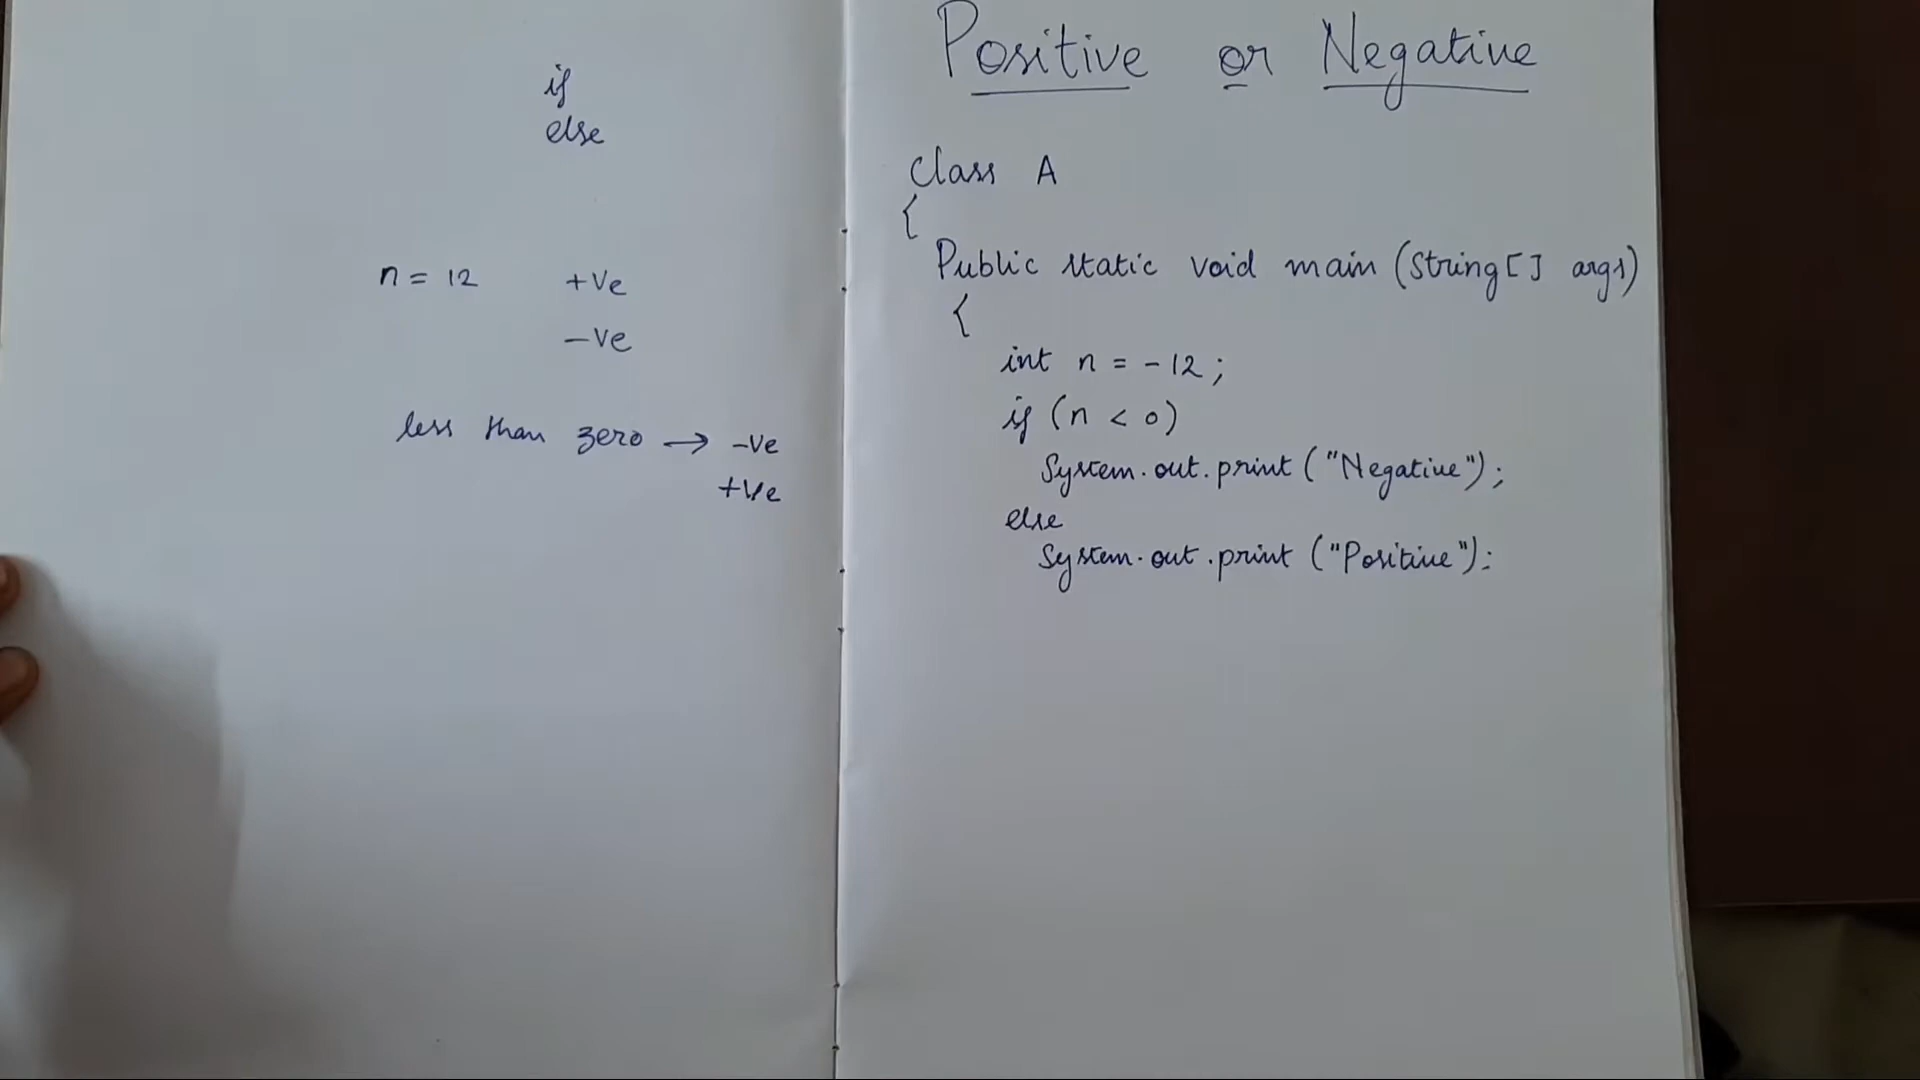 if
else
n = 12 +ve
-ve
less than zero → -ve
+ve
Positive or Negative
Class A
{
Public static void main (String[] args)
{
int n = -12;
if (n < 0)
System.out.print ("Negative");
else
System.out.print ("Positive"):